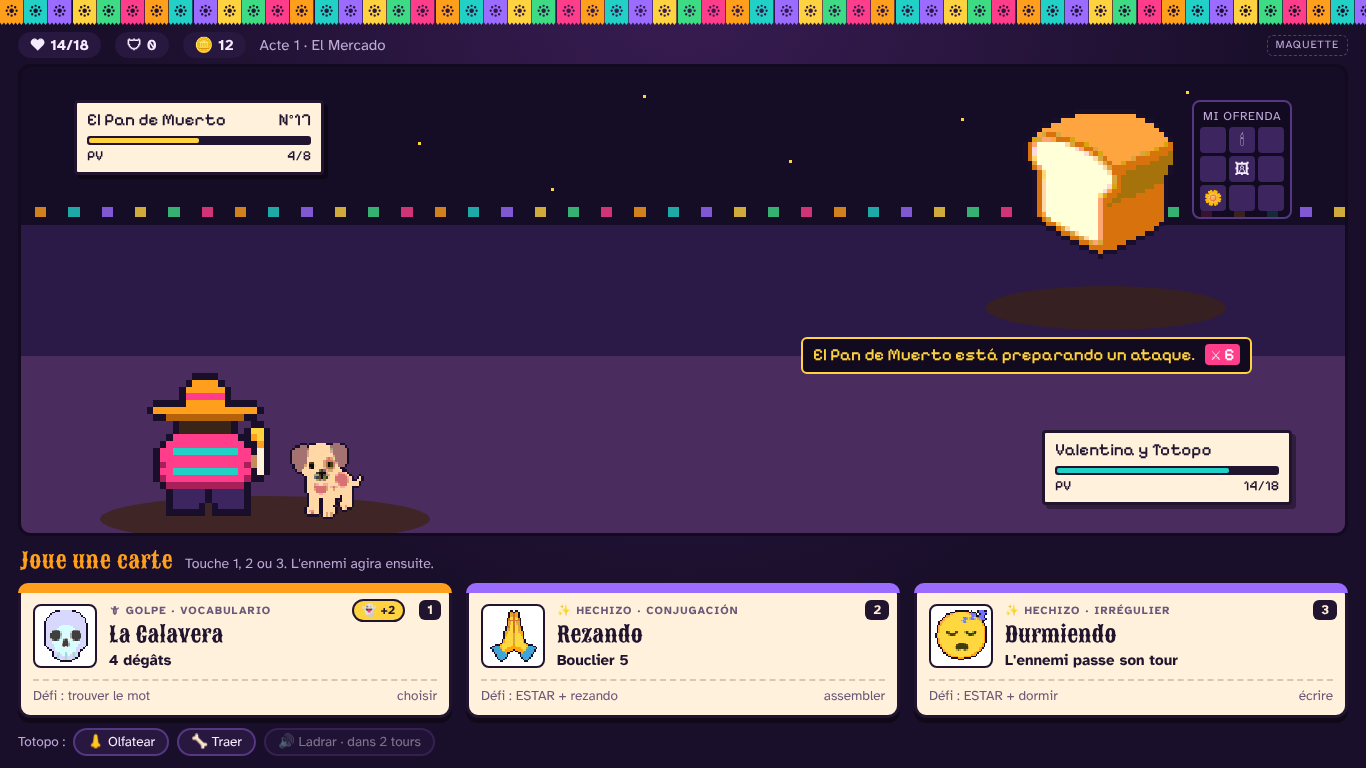 14/18 0 12 Acte 1 · El Mercado MAQUETTE
El Pan de Muerto N°17
PV 4/8
MI OFRENDA
El Pan de Muerto está preparando un ataque. 6
Valentina y Totopo
PV 14/18
Joue une carte Touche 1, 2 ou 3. L'ennemi agira ensuite.
GOLPE · VOCABULARIO +2 1
La Calavera
4 dégâts
Défi : trouver le mot choisir
HECHIZO · CONJUGACIÓN 2
Rezando
Bouclier 5
Défi : ESTAR + rezando assembler
HECHIZO · IRRÉGULIER 3
Durmiendo
L'ennemi passe son tour
Défi : ESTAR + dormir écrire
Totopo : Olfatear Traer Ladrar · dans 2 tours